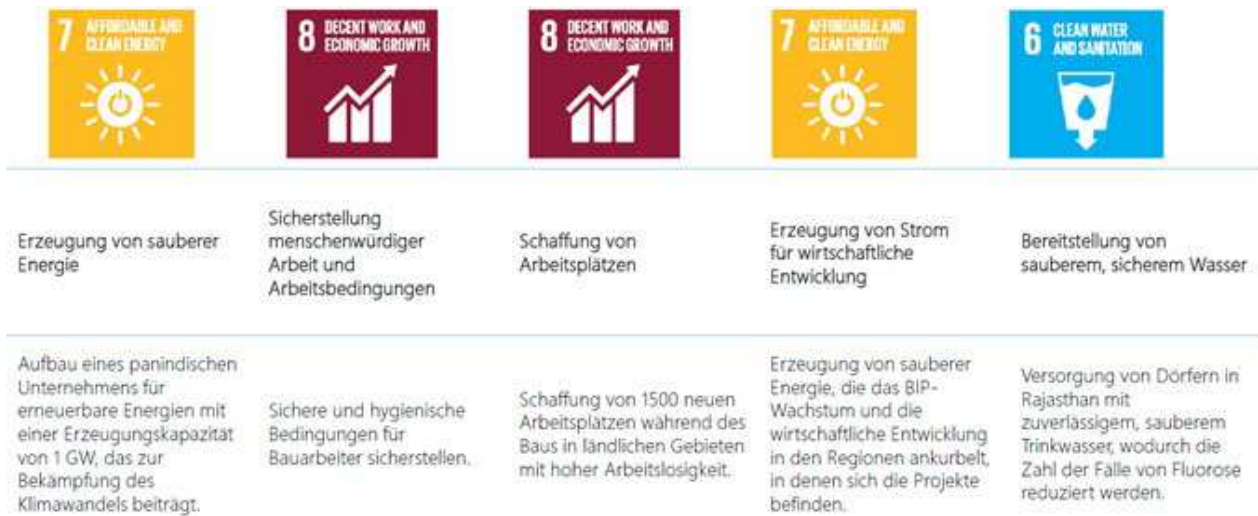 7 AFFORDABLE AND
CLEAN ENERGY
8 DECENT WORK AND
ECONOMIC GROWTH
8 DECENT WORK AND
ECONOMIC GROWTH
7 AFFORDABLE AND
CLEAN ENERGY
6 CLEAN WATER
AND SANITATION
Erzeugung von sauberer
Energie
Sicherstellung
menschenwürdiger
Arbeit und
Arbeitsbedingungen
Schaffung von
Arbeitsplätzen
Erzeugung von Strom
für wirtschaftliche
Entwicklung
Bereitstellung von
sauberem, sicherem Wasser
Aufbau eines panindischen
Unternehmens für
erneuerbare Energien mit
einer Erzeugungskapazität
von 1 GW, das zur
Bekämpfung des
Klimawandels beiträgt.
Sichere und hygienische
Bedingungen für
Bauarbeiter sicherstellen.
Schaffung von 1500 neuen
Arbeitsplätzen während des
Baus in ländlichen Gebieten
mit hoher Arbeitslosigkeit.
Erzeugung von sauberer
Energie, die das BIP-
Wachstum und die
wirtschaftliche Entwicklung
in den Regionen ankurbelt,
in denen sich die Projekte
befinden.
Versorgung von Dörfern in
Rajasthan mit
zuverlässigem, sauberem
Trinkwasser, wodurch die
Zahl der Fälle von Fluorose
reduziert werden.